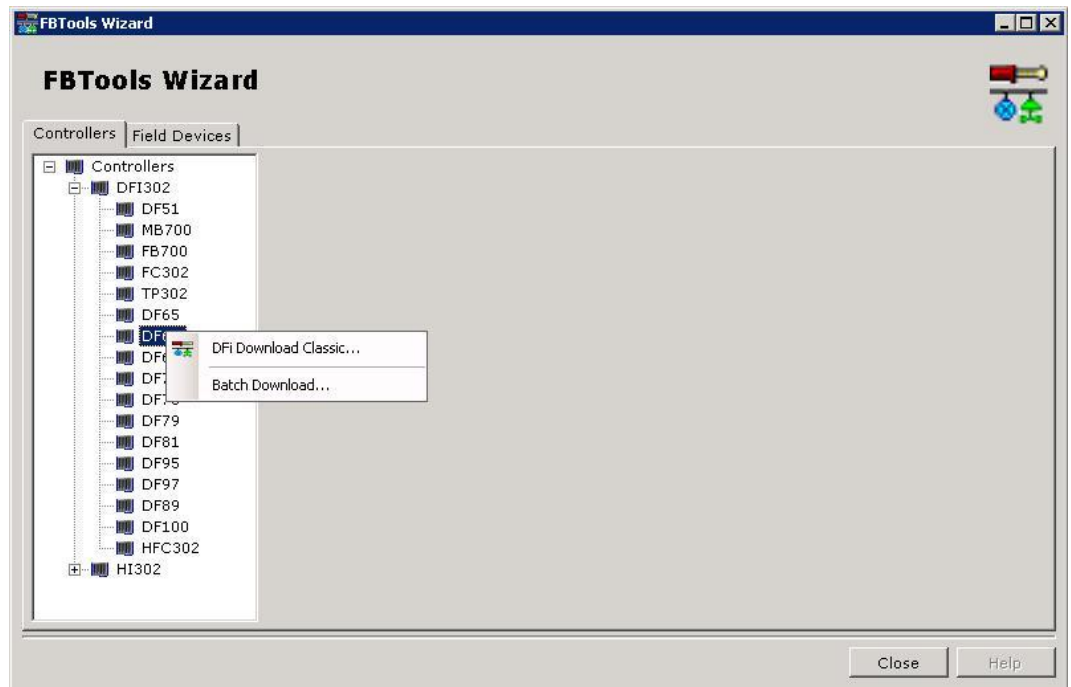 FBTools Wizard
FBTools Wizard
Controllers
Field Devices
Controllers
DFI302
DF51
MB700
FB700
FC302
TP302
DF65
DFi Download Classic...
Batch Download...
DF79
DF81
DF95
DF97
DF89
DF100
HFC302
HI302
Close
Help